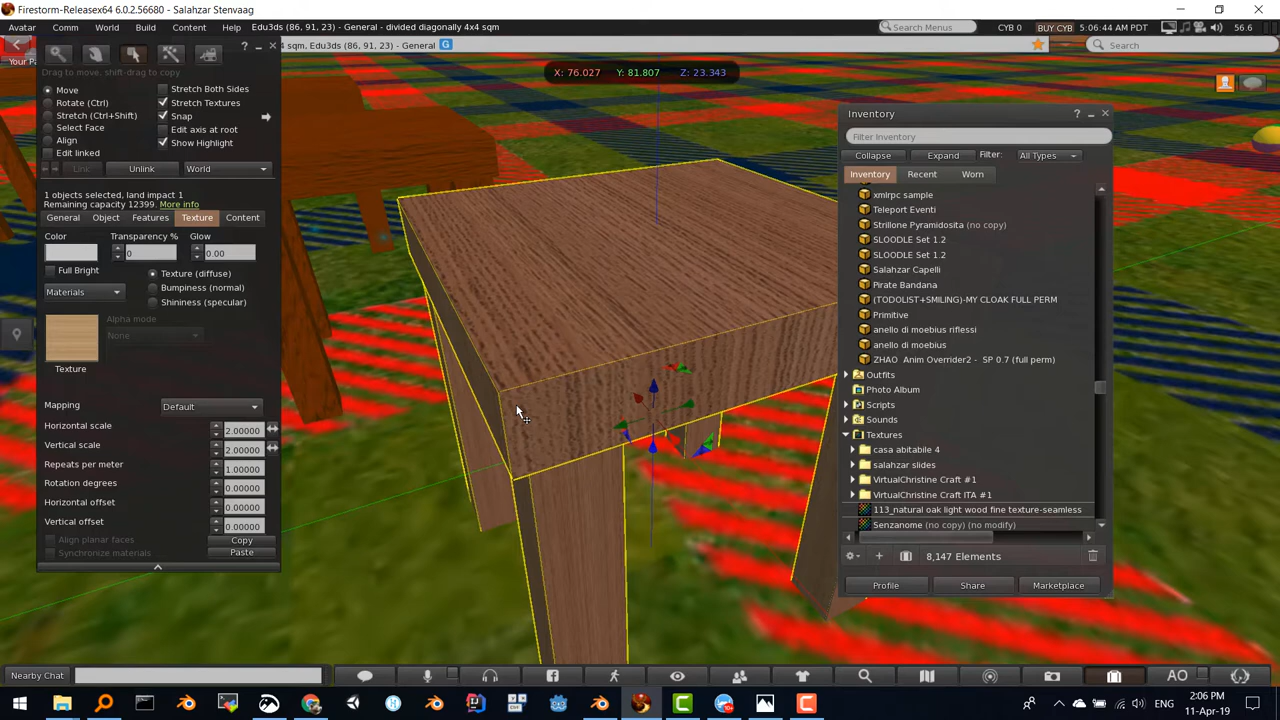 Firestorm-Releasex64 6.0.2.56680 - Salahzar Stenvaag
Avatar Comm World Build Content Help Edu3ds (86, 91, 23) - General - divided diagonally 4x4 sqm
Search Menus CYB 0 BUY CYB 5:06:44 AM PDT 56.6
4 sqm, Edu3ds (86, 91, 23) - General G
Search
Your Pa
Drag to move, shift-drag to copy
X: 76.027 Y: 81.807 Z: 23.343
Move
Rotate (Ctrl)
Stretch (Ctrl+Shift)
Select Face
Align
Edit linked
Stretch Both Sides
Stretch Textures
Snap
Edit axis at root
Show Highlight
Link Unlink World
1 objects selected, land impact 1
Remaining capacity 12399. More info
General Object Features Texture Content
Color Transparency % Glow
0 0.00
Full Bright
Texture (diffuse)
Bumpiness (normal)
Shininess (specular)
Materials
Alpha mode
None
Texture
Mapping Default
Horizontal scale 2.00000
Vertical scale 2.00000
Repeats per meter 1.00000
Rotation degrees 0.00000
Horizontal offset 0.00000
Vertical offset 0.00000
Align planar faces Copy
Synchronize materials Paste
Inventory
Filter Inventory
Collapse Expand Filter: All Types
Inventory Recent Worn
xmlrpc sample
Teleport Eventi
Strillone Pyramidosita (no copy)
SLOODLE Set 1.2
SLOODLE Set 1.2
Salahzar Capelli
Pirate Bandana
(TODOLIST+SMILING)-MY CLOAK FULL PERM
Primitive
anello di moebius riflessi
anello di moebius
ZHAO Anim Overrider2 - SP 0.7 (full perm)
Outfits
Photo Album
Scripts
Sounds
Textures
casa abitabile 4
salahzar slides
VirtualChristine Craft #1
VirtualChristine Craft ITA #1
113_natural oak light wood fine texture-seamless
Senzanome (no copy) (no modify)
8,147 Elements
Profile Share Marketplace
Nearby Chat
AO
ENG
2:06 PM
11-Apr-19